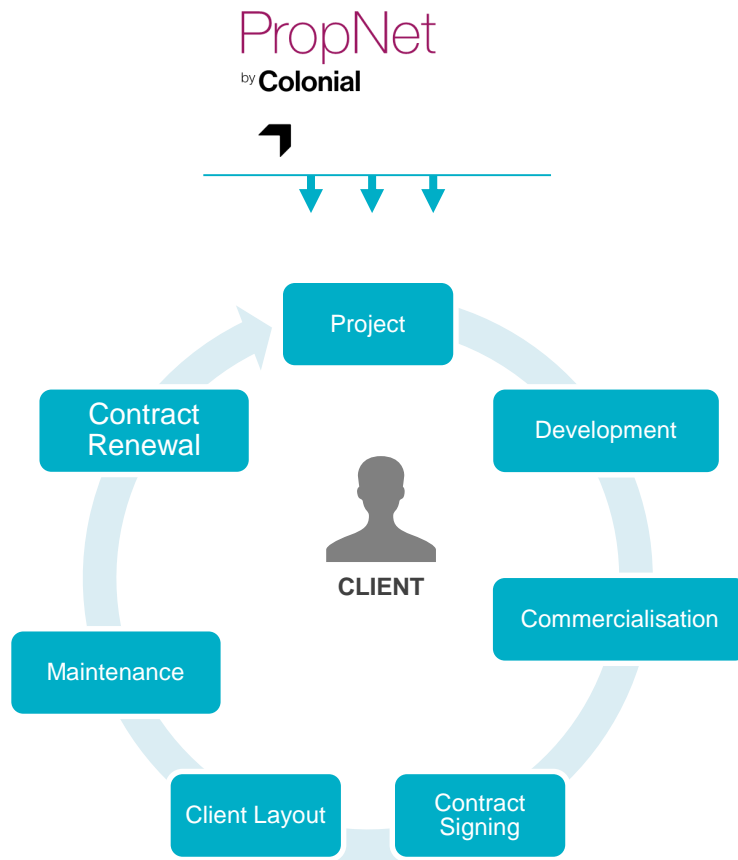 PropNet
by Colonial
Project
Development
Commercialisation
Contract
Signing
Client Layout
Maintenance
Contract
Renewal
CLIENT